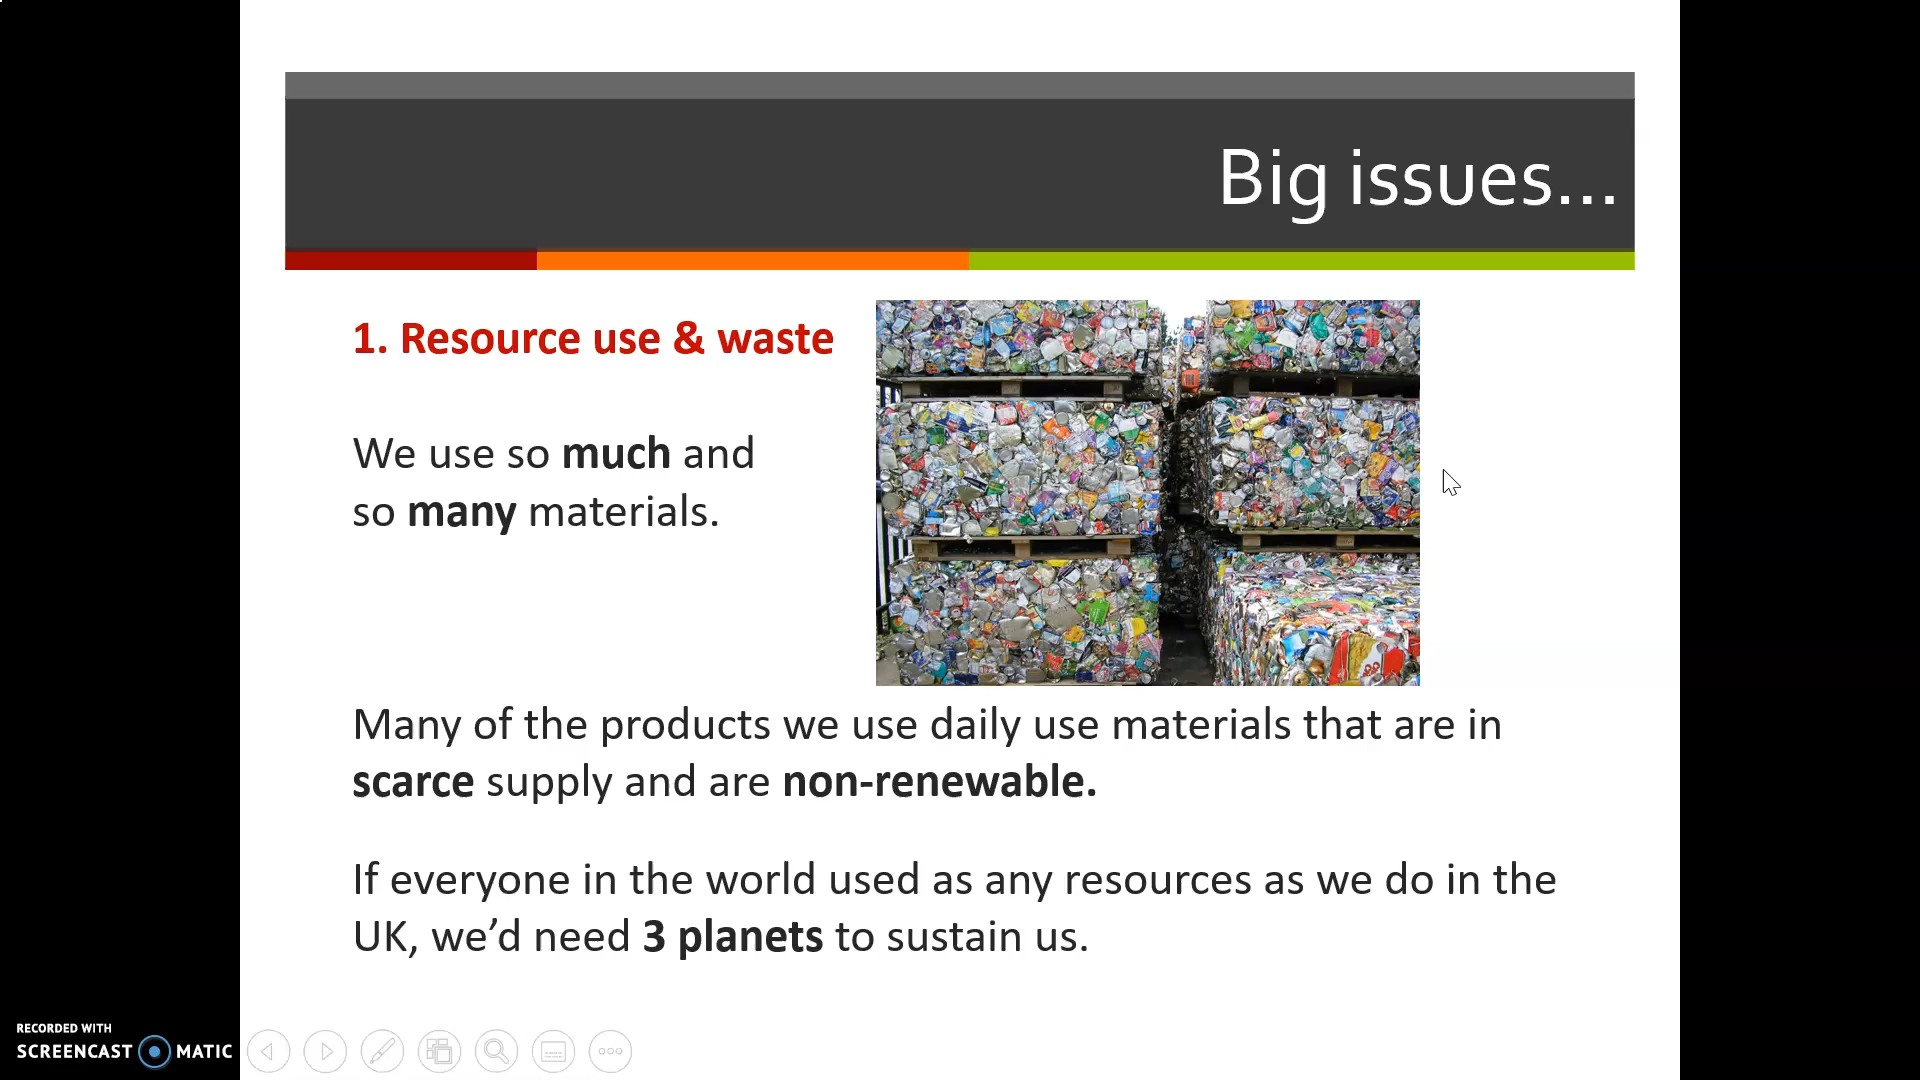 Big issues...
1. Resource use & waste
We use so much and
so many materials.
Many of the products we use daily use materials that are in
scarce supply and are non-renewable.
If everyone in the world used as any resources as we do in the
UK, we’d need 3 planets to sustain us.
RECORDED WITH
SCREENCAST MATIC